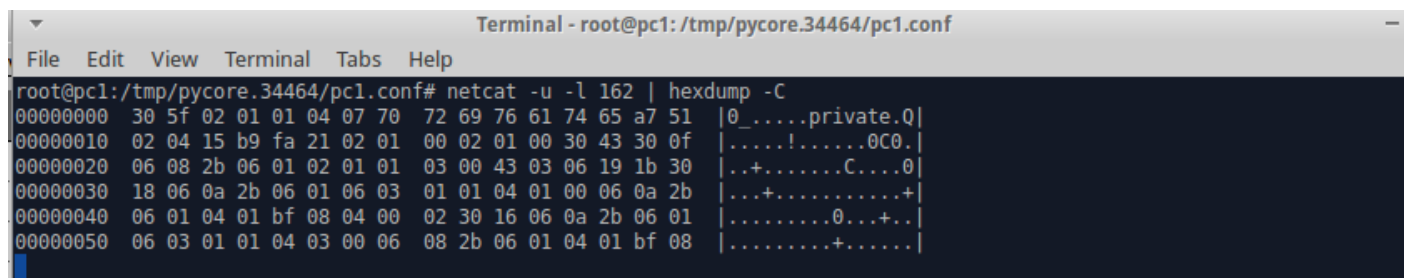 Terminal - root@pc1: /tmp/pycore.34464/pc1.conf
File Edit View Terminal Tabs Help
root@pc1:/tmp/pycore.34464/pc1.conf# netcat -u -l 162 | hexdump -C
00000000  30 5f 02 01 01 04 07 70  72 69 76 61 74 65 a7 51  |0_.....private.Q|
00000010  02 04 15 b9 fa 21 02 01  00 02 01 00 30 43 30 0f  |.....!......0C0.|
00000020  06 08 2b 06 01 02 01 01  03 00 43 03 06 19 1b 30  |..+.......C....0|
00000030  18 06 0a 2b 06 01 06 03  01 01 04 01 00 06 0a 2b  |...+...........+|
00000040  06 01 04 01 bf 08 04 00  02 30 16 06 0a 2b 06 01  |.........0...+..|
00000050  06 03 01 01 04 03 00 06  08 2b 06 01 04 01 bf 08  |.........+......|